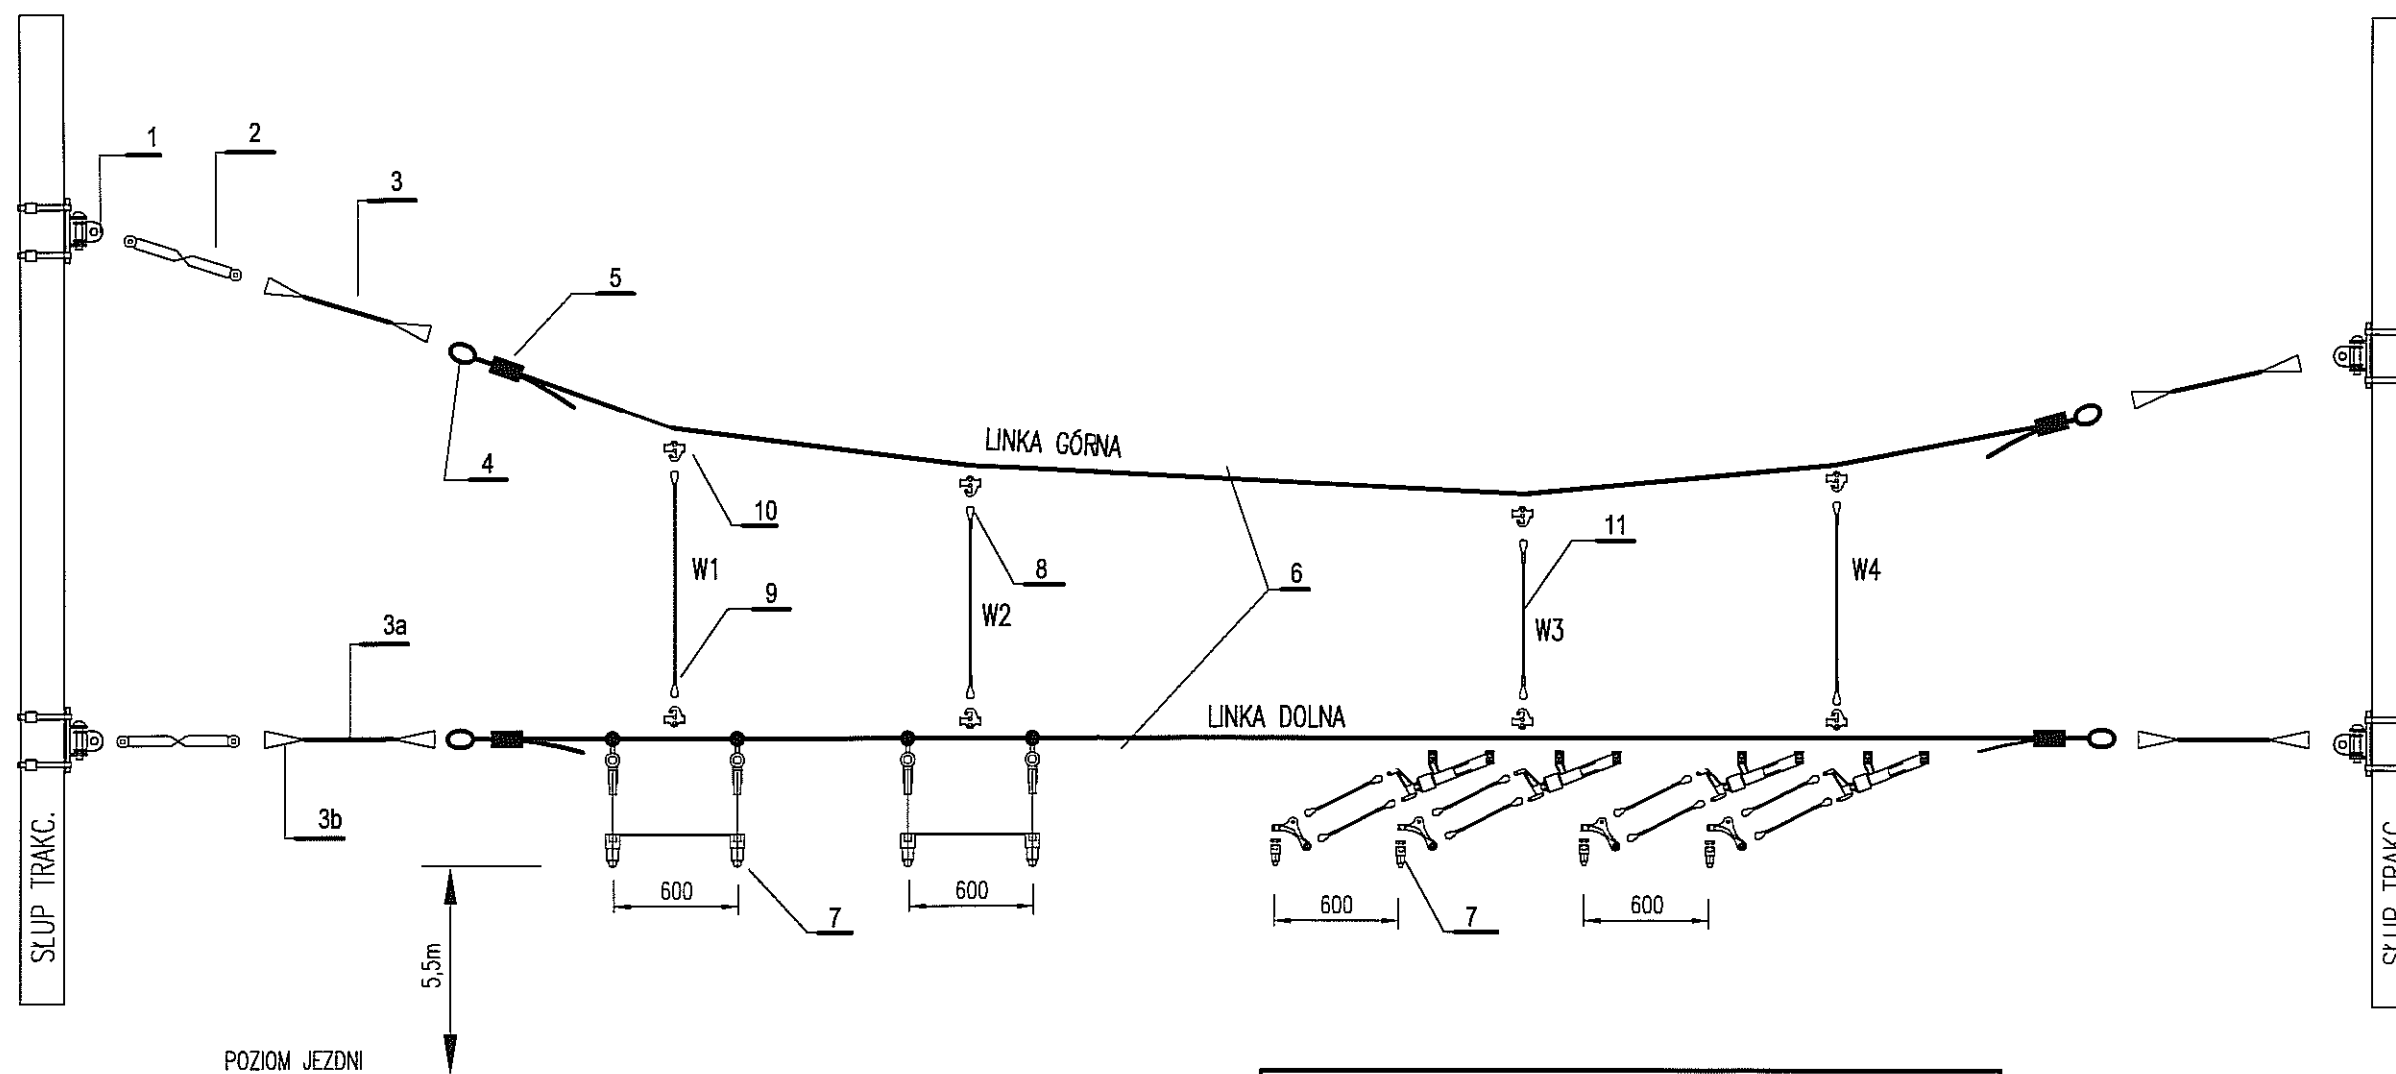 1
2
3
5
4
LINKA GÓRNA
10
8
11
W1
9
W2
6
W3
W4
3a
3b
LINKA DOLNA
SŁUP TRAKC.
600
600
600
600
7
7
5,5m
POZIOM JEZDNI
SŁUP TRAKC